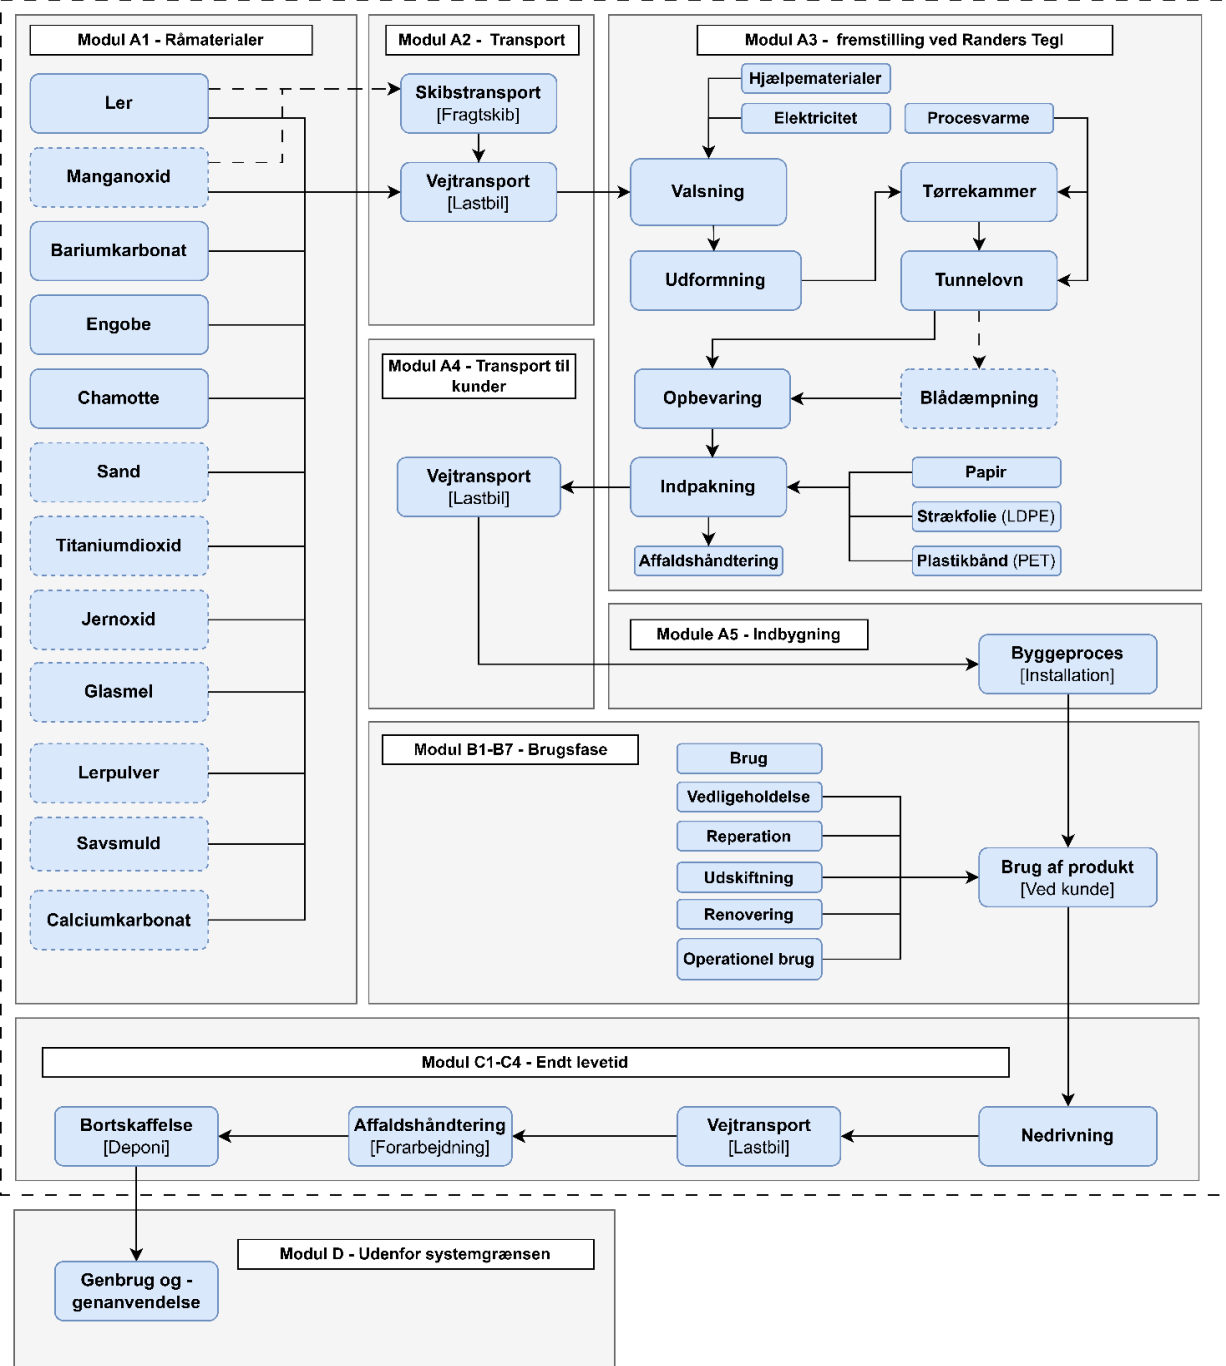 Modul A1 - Råmaterialer
Ler
Manganoxid
Bariumkarbonat
Engobe
Chamotte
Sand
Titaniumdioxid
Jernoxid
Glasmel
Lerpulver
Savsmuld
Calciumkarbonat
Modul A2 - Transport
Skibstransport
[Fragtskib]
Vejtransport
[Lastbil]
Modul A3 - fremstilling ved Randers Tegl
Hjælpematerialer
Elektricitet
Procesvarme
Valsning
Tørrekammer
Udformning
Tunnelovn
Opbevaring
Blådæmpning
Indpakning
Papir
Strækfolie (LDPE)
Plastikbånd (PET)
Affaldshåndtering
Modul A4 - Transport til
kunder
Vejtransport
[Lastbil]
Module A5 - Indbygning
Byggeproces
[Installation]
Modul B1-B7 - Brugsfase
Brug
Vedligeholdelse
Reperation
Udskiftning
Renovering
Operationel brug
Brug af produkt
[Ved kunde]
Modul C1-C4 - Endt levetid
Bortskaffelse
[Deponi]
Affaldshåndtering
[Forarbejdning]
Vejtransport
[Lastbil]
Nedrivning
Modul D - Udenfor systemgrænsen
Genbrug og -
genanvendelse